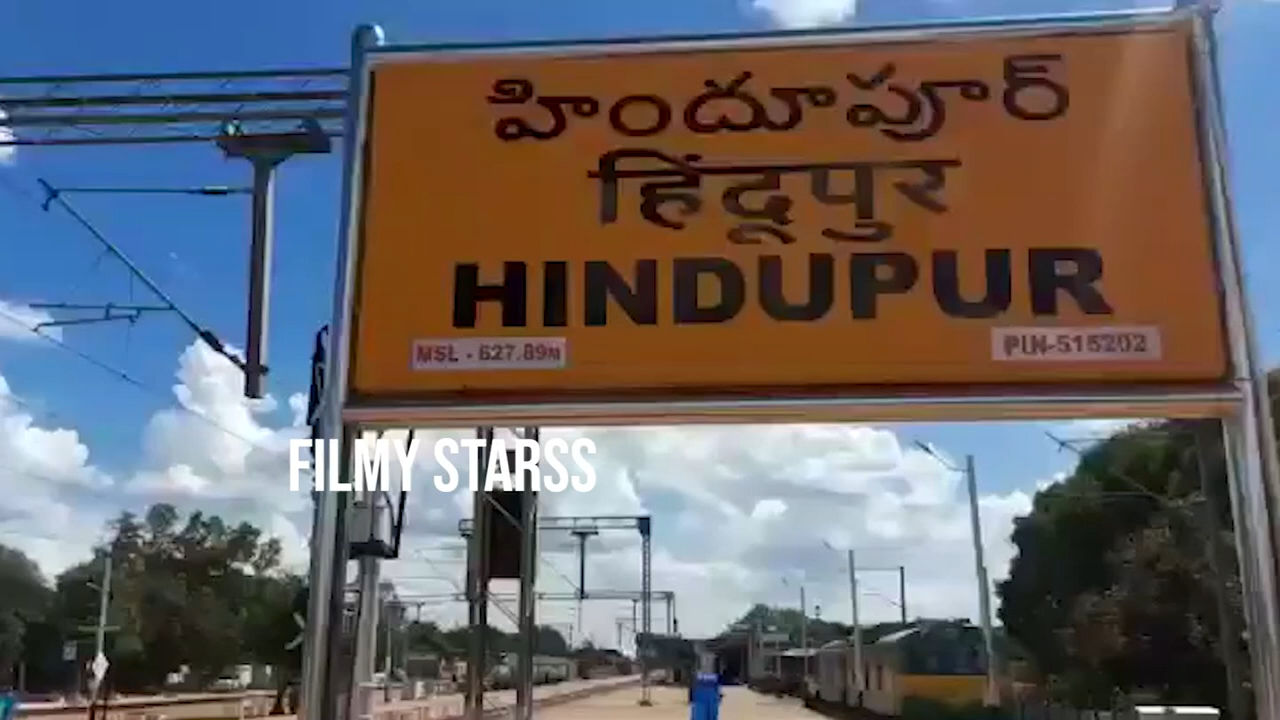 హిందూపూర్
हिंदूपुर
HINDUPUR
MSL - 627.89M
PIN-515202
FILMY STARSS